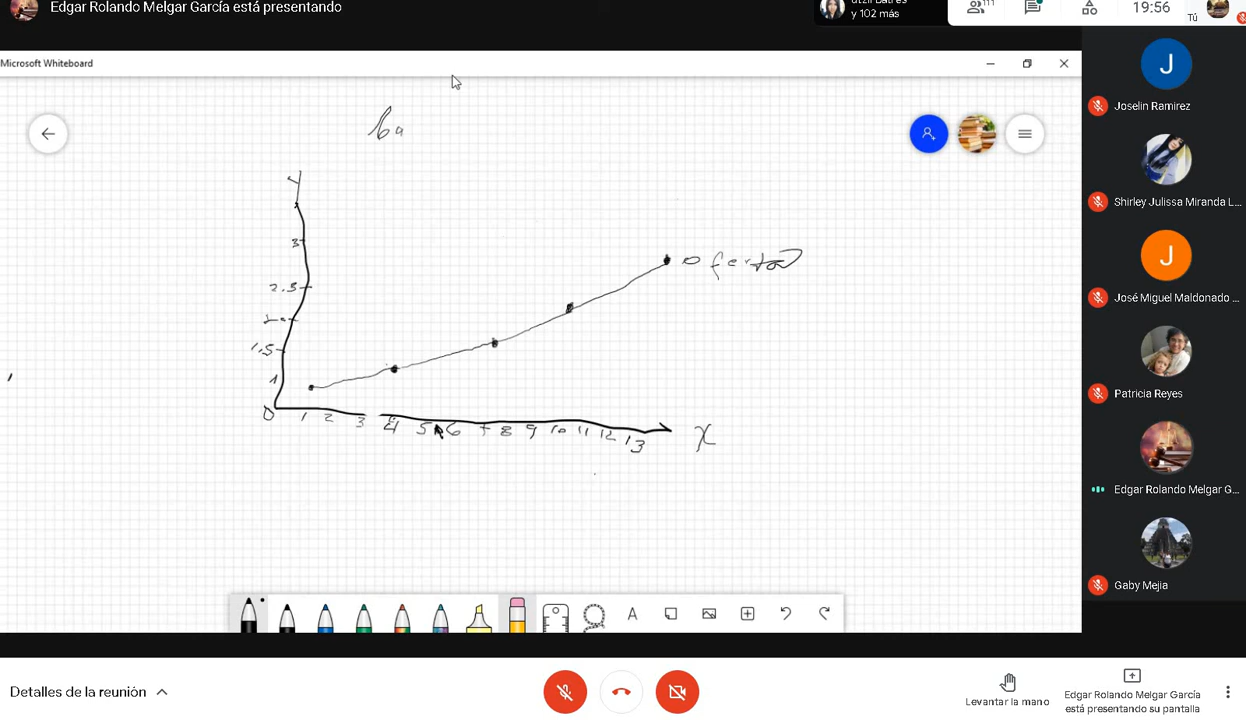 Edgar Rolando Melgar García está presentando
y 102 más
111
19:56
Tú
Microsoft Whiteboard
J
Joselin Ramirez
Shirley Julissa Miranda L...
J
José Miguel Maldonado ...
Patricia Reyes
Edgar Rolando Melgar G...
Gaby Mejia
y
3
2.5
1.5
1
0
1 2 3 4 5 6 7 8 9 10 11 12 13
x
oferta
A
Detalles de la reunión
Levantar la mano
Edgar Rolando Melgar García
está presentando su pantalla